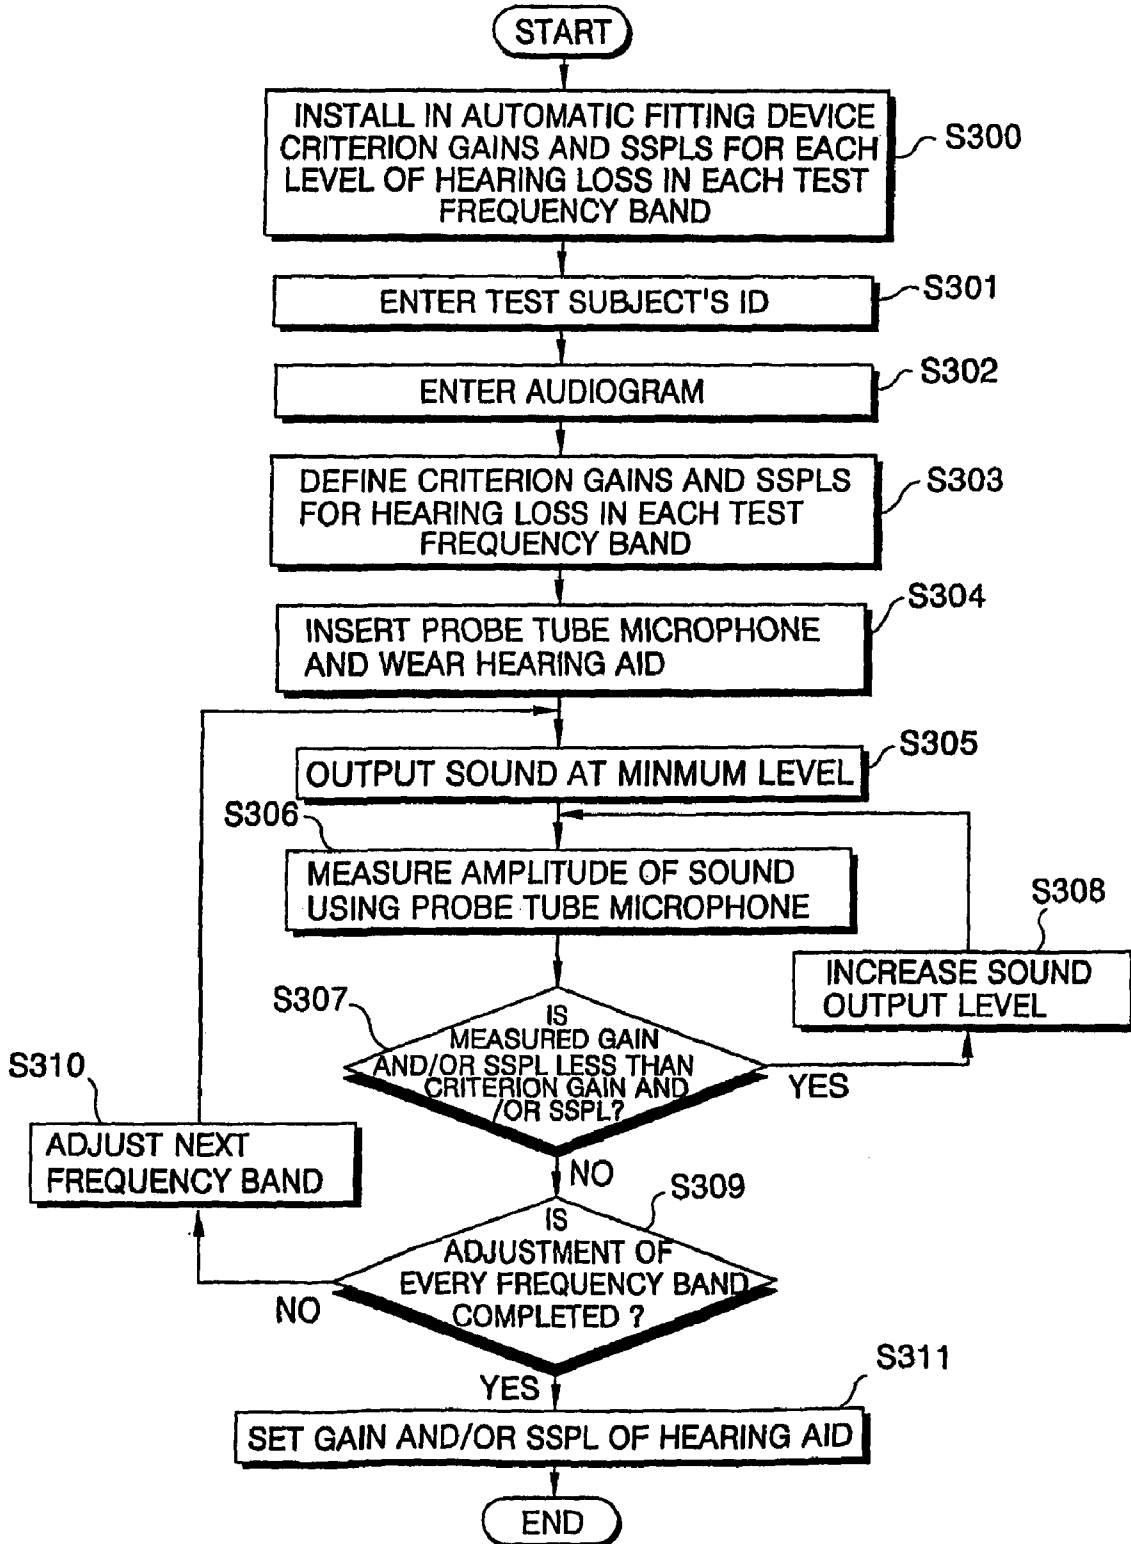 START
INSTALL IN AUTOMATIC FITTING DEVICE
CRITERION GAINS AND SSPLS FOR EACH
LEVEL OF HEARING LOSS IN EACH TEST
FREQUENCY BAND
S300
ENTER TEST SUBJECT'S ID
S301
ENTER AUDIOGRAM
S302
DEFINE CRITERION GAINS AND SSPLS
FOR HEARING LOSS IN EACH TEST
FREQUENCY BAND
S303
INSERT PROBE TUBE MICROPHONE
AND WEAR HEARING AID
S304
OUTPUT SOUND AT MINMUM LEVEL
S305
S306
MEASURE AMPLITUDE OF SOUND
USING PROBE TUBE MICROPHONE
S308
INCREASE SOUND
OUTPUT LEVEL
S307
IS
MEASURED GAIN
AND/OR SSPL LESS THAN
CRITERION GAIN AND
/OR SSPL?
YES
NO
S310
ADJUST NEXT
FREQUENCY BAND
S309
IS
ADJUSTMENT OF
EVERY FREQUENCY BAND
COMPLETED ?
NO
YES
S311
SET GAIN AND/OR SSPL OF HEARING AID
END